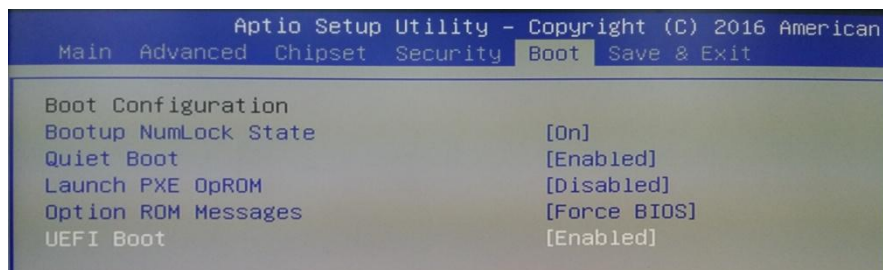 Aptio Setup Utility – Copyright (C) 2016 American
Main Advanced Chipset Security Boot Save & Exit
Boot Configuration
Bootup NumLock State [On]
Quiet Boot [Enabled]
Launch PXE OpROM [Disabled]
Option ROM Messages [Force BIOS]
UEFI Boot [Enabled]